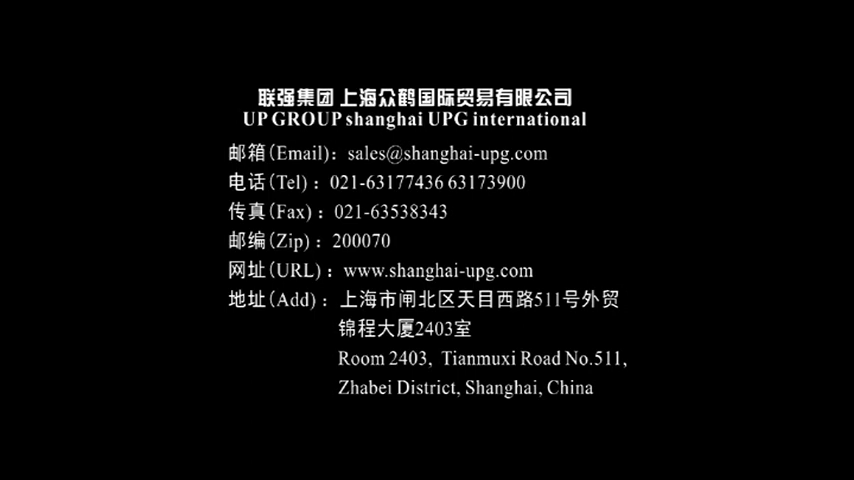 联强集团 上海众鹤国际贸易有限公司
UP GROUP shanghai UPG international
邮箱(Email): sales@shanghai-upg.com
电话(Tel) : 021-63177436 63173900
传真(Fax) : 021-63538343
邮编(Zip) : 200070
网址(URL) : www.shanghai-upg.com
地址(Add) : 上海市闸北区天目西路511号外贸
锦程大厦2403室
Room 2403, Tianmuxi Road No.511,
Zhabei District, Shanghai, China